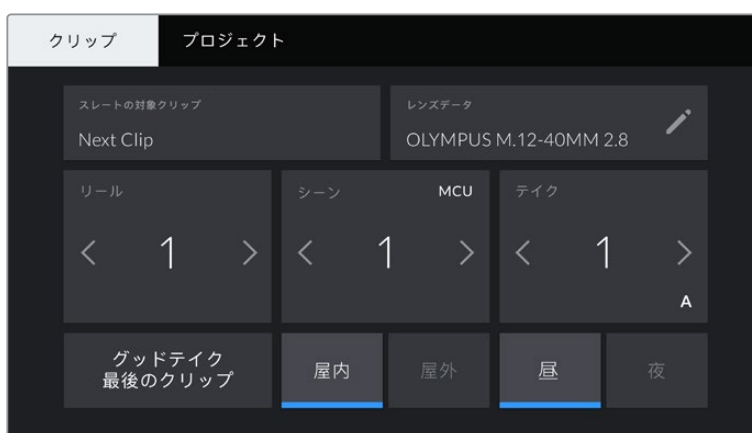 クリップ
プロジェクト
スレートの対象クリップ
Next Clip
レンズデータ
OLYMPUS M.12-40MM 2.8
リール
1
シーン
MCU
1
テイク
1
A
グッドテイク
最後のクリップ
屋内
屋外
昼
夜